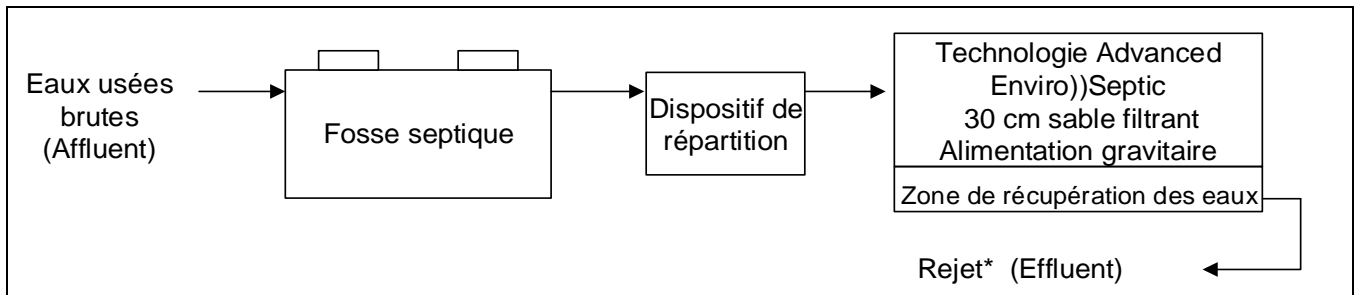 Eaux usées
brutes
(Affluent)
Fosse septique
Dispositif de
répartition
Technologie Advanced
Enviro))Septic
30 cm sable filtrant
Alimentation gravitaire
Zone de récupération des eaux
Rejet* (Effluent)